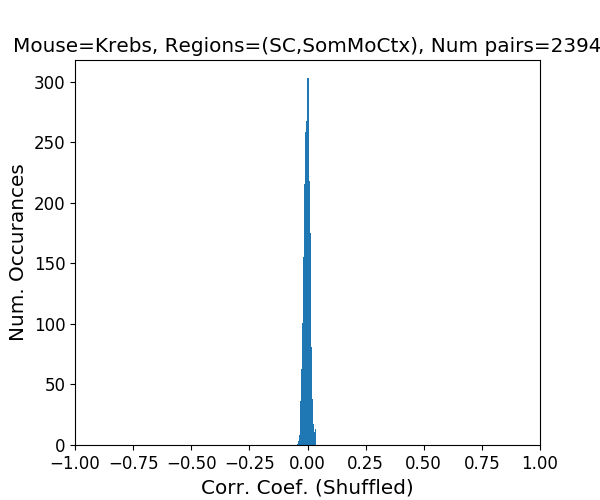 Mouse=Krebs, Regions=(SC,SomMoCtx), Num pairs=2394
300
250
200
150
100
50
0
Num. Occurances
−1.00 −0.75 −0.50 −0.25 0.00 0.25 0.50 0.75 1.00
Corr. Coef. (Shuffled)